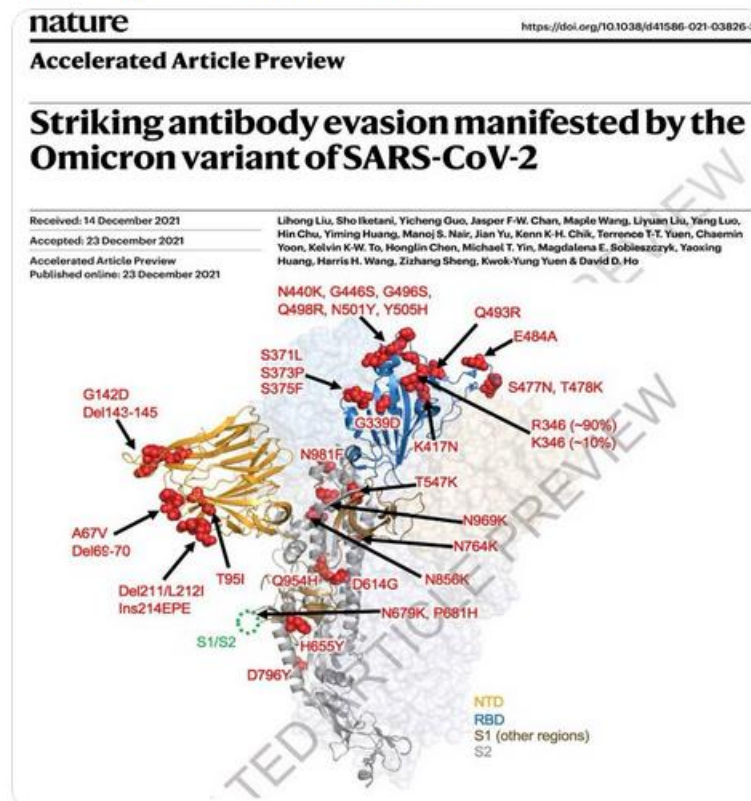 nature
https://doi.org/10.1038/d41586-021-03826-
Accelerated Article Preview
Striking antibody evasion manifested by the
Omicron variant of SARS-CoV-2
Received: 14 December 2021
Accepted: 23 December 2021
Accelerated Article Preview
Published online: 23 December 2021
Lihong Liu, Sho Iketani, Yicheng Guo, Jasper F-W. Chan, Maple Wang, Liyuan Liu, Yang Luo,
Hin Chu, Yiming Huang, Manoj S. Nair, Jian Yu, Kenn K-H. Chik, Terrence T-T. Yuen, Chaemin
Yoon, Kelvin K-W. To, Honglin Chen, Michael T. Yin, Magdalena E. Sobieszczyk, Yaoxing
Huang, Harris H. Wang, Zizhang Sheng, Kwok-Yung Yuen & David D. Ho
N440K, G446S, G496S,
Q498R, N501Y, Y505H
Q493R
E484A
S371L
S373P
S375F
S477N, T478K
G142D
Del143-145
G339D
R346 (~90%)
K346 (~10%)
K417N
N981F
T547K
A67V
Del69-70
N969K
N764K
T95I
Del211/L212I
Ins214EPE
Q954H
D614G
N856K
N679K, P681H
S1/S2
H655Y
D796Y
NTD
RBD
S1 (other regions)
S2
TED ARTICLE PREVIEW